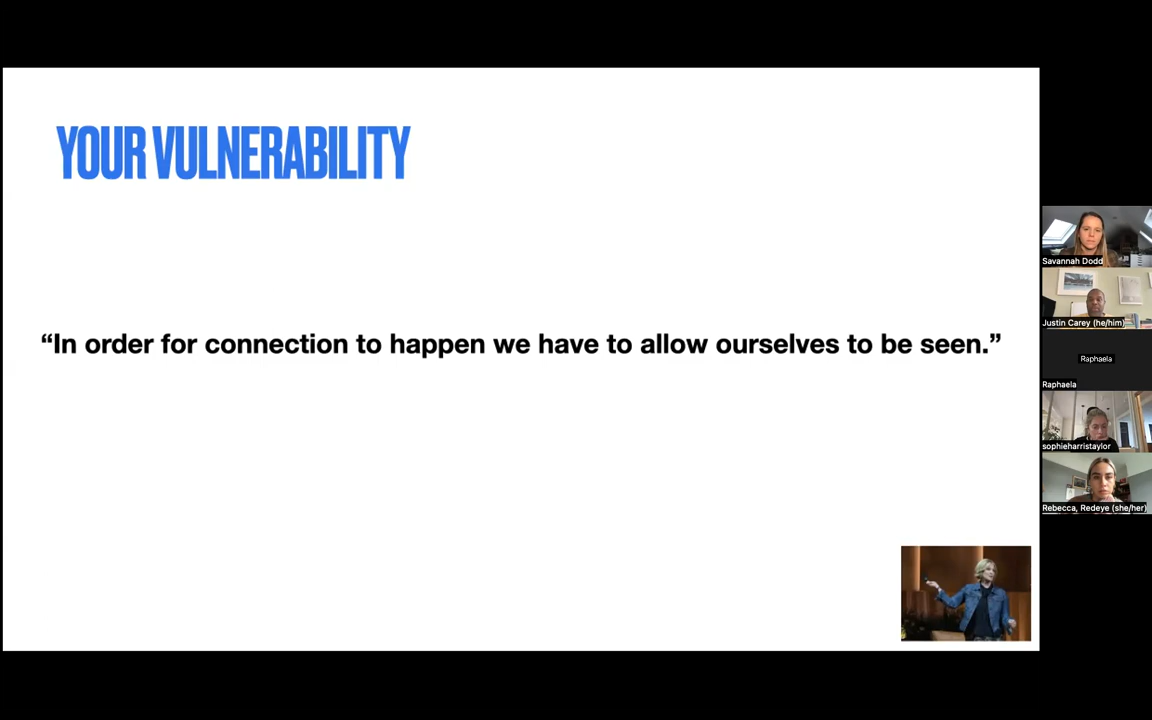 YOUR VULNERABILITY
“In order for connection to happen we have to allow ourselves to be seen.”
Savannah Dodd
Justin Carey (he/him)
Raphaela
Raphaela
sophieharristaylor
Rebecca, Redeye (she/her)